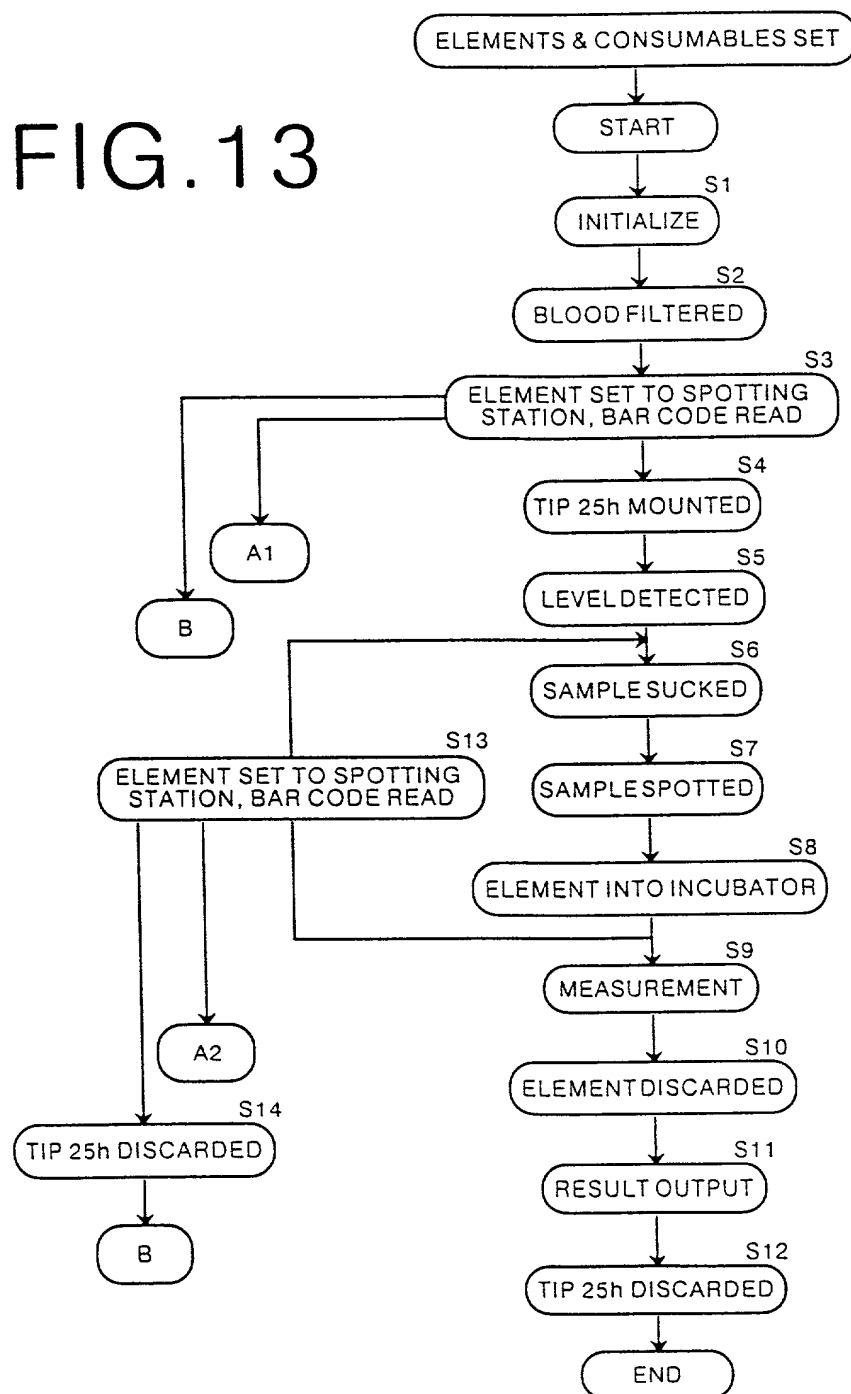 FIG.13
ELEMENTS & CONSUMABLES SET
START
S1
INITIALIZE
S2
BLOOD FILTERED
S3
ELEMENT SET TO SPOTTING
STATION, BAR CODE READ
S4
TIP 25h MOUNTED
A1
S5
LEVEL DETECTED
B
S6
SAMPLE SUCKED
S13
ELEMENT SET TO SPOTTING
STATION, BAR CODE READ
S7
SAMPLE SPOTTED
S8
ELEMENT INTO INCUBATOR
S9
MEASUREMENT
A2
S10
ELEMENT DISCARDED
S14
TIP 25h DISCARDED
S11
RESULT OUTPUT
B
S12
TIP 25h DISCARDED
END